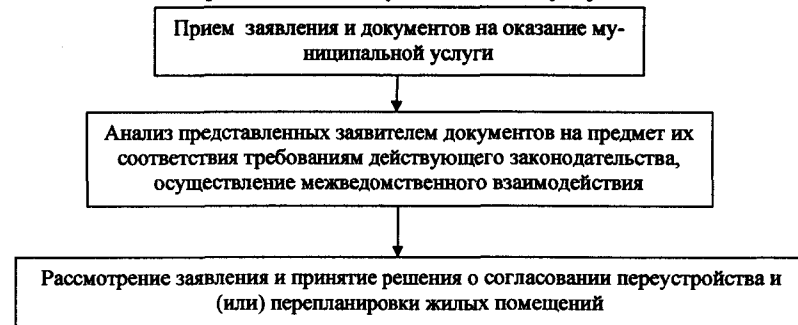 Прием заявления и документов на оказание му-
ниципальной услуги
Анализ представленных заявителем документов на предмет их
соответствия требованиям действующего законодательства,
осуществление межведомственного взаимодействия
Рассмотрение заявления и принятие решения о согласовании переустройства и
(или) перепланировки жилых помещений